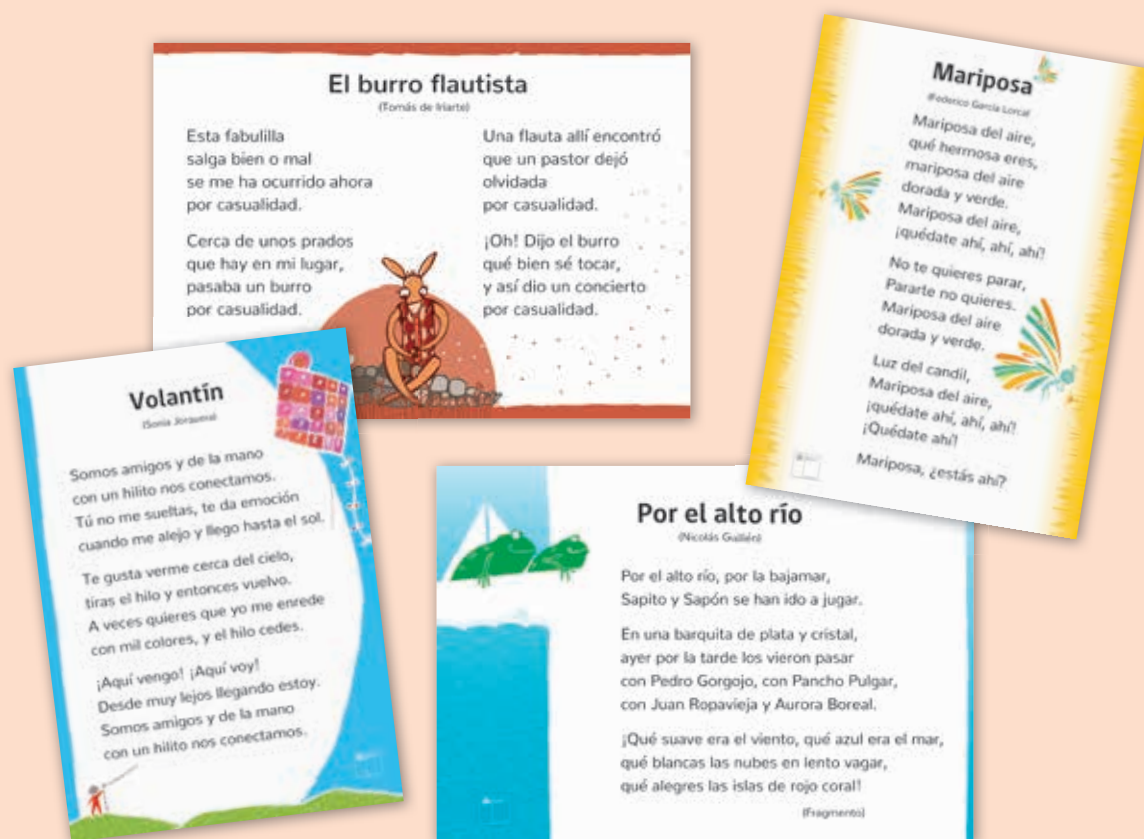 El burro flautista
(Tomás de Iriarte)
Esta fabulilla
salga bien o mal
se me ha ocurrido ahora
por casualidad.
Cerca de unos prados
que hay en mi lugar,
pasaba un burro
por casualidad.
Una flauta allí encontró
que un pastor dejó
olvidada
por casualidad.
¡Oh! Dijo el burro
qué bien sé tocar,
y así dio un concierto
por casualidad.
Mariposa
(Federico García Lorca)
Mariposa del aire,
qué hermosa eres,
mariposa del aire
dorada y verde.
Mariposa del aire,
¡quédate ahí, ahí, ahí!
No te quieres parar,
Pararte no quieres.
Mariposa del aire
dorada y verde.
Luz del candil,
Mariposa del aire,
¡quédate ahí, ahí, ahí!
¡Quédate ahí!
Mariposa, ¿estás ahí?
Volantín
(Sonia
Somos amigos y de la mano
con un hilito nos conectamos.
Tú no me sueltas, te da emoción
cuando me alejo y llego hasta el sol.
Te gusta verme cerca del cielo,
tiras el hilo y entonces vuelvo.
A veces quieres que yo me enrede
con mil colores, y el hilo cedes.
¡Aquí vengo! ¡Aquí voy!
Desde muy lejos llegando estoy.
Somos amigos y de la mano
con un hilito nos conectamos.
Por el alto río
(Nicolás Guillén)
Por el alto río, por la bajamar,
Sapito y Sapón se han ido a jugar.
En una barquita de plata y cristal,
ayer por la tarde los vieron pasar
con Pedro Gorgojo, con Pancho Pulgar,
con Juan Ropavieja y Aurora Boreal.
¡Qué suave era el viento, qué azul era el mar,
qué blancas las nubes en lento vagar,
qué alegres las islas de rojo coral!
(Fragmento)